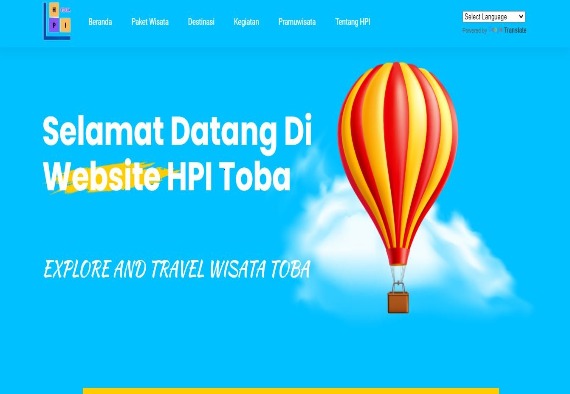 H
P I
Beranda Paket Wisata Destinasi Kegiatan Pramuwisata Tentang HPI
Select Language
Powered by Google Translate
Selamat Datang Di
Website HPI Toba
EXPLORE AND TRAVEL WISATA TOBA